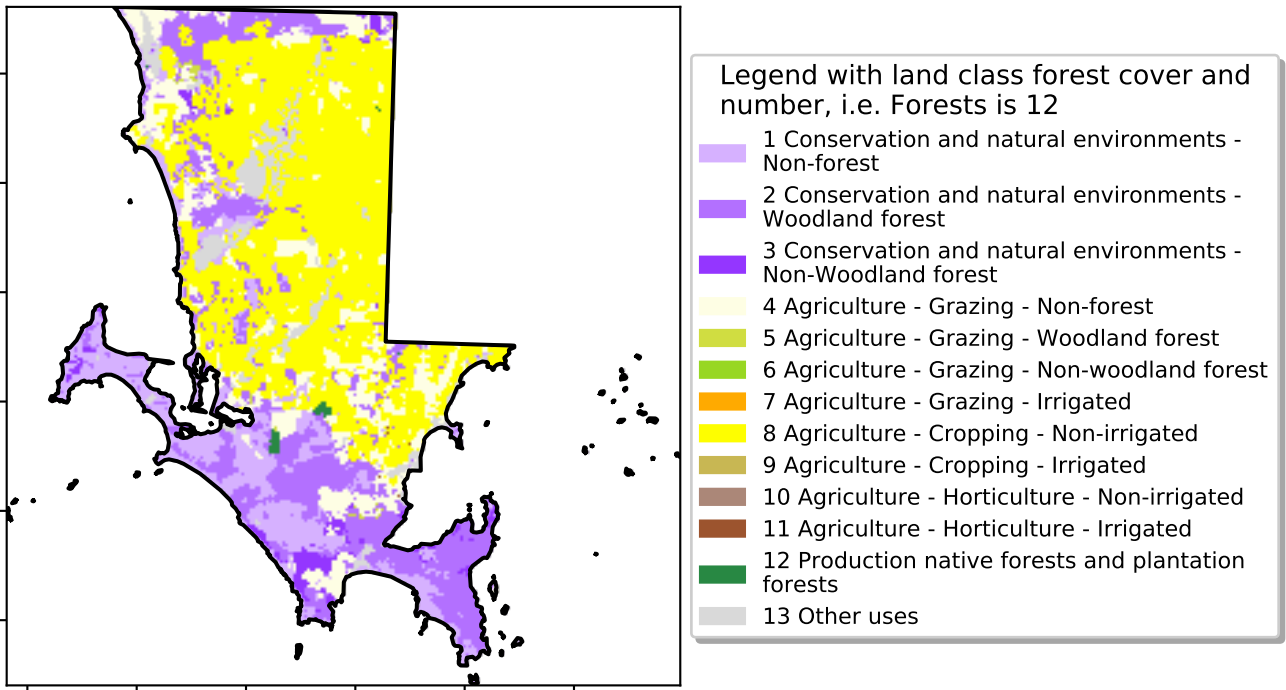 Legend with land class forest cover and
number, i.e. Forests is 12
1 Conservation and natural environments -
Non-forest
2 Conservation and natural environments -
Woodland forest
3 Conservation and natural environments -
Non-Woodland forest
4 Agriculture - Grazing - Non-forest
5 Agriculture - Grazing - Woodland forest
6 Agriculture - Grazing - Non-woodland forest
7 Agriculture - Grazing - Irrigated
8 Agriculture - Cropping - Non-irrigated
9 Agriculture - Cropping - Irrigated
10 Agriculture - Horticulture - Non-irrigated
11 Agriculture - Horticulture - Irrigated
12 Production native forests and plantation
forests
13 Other uses